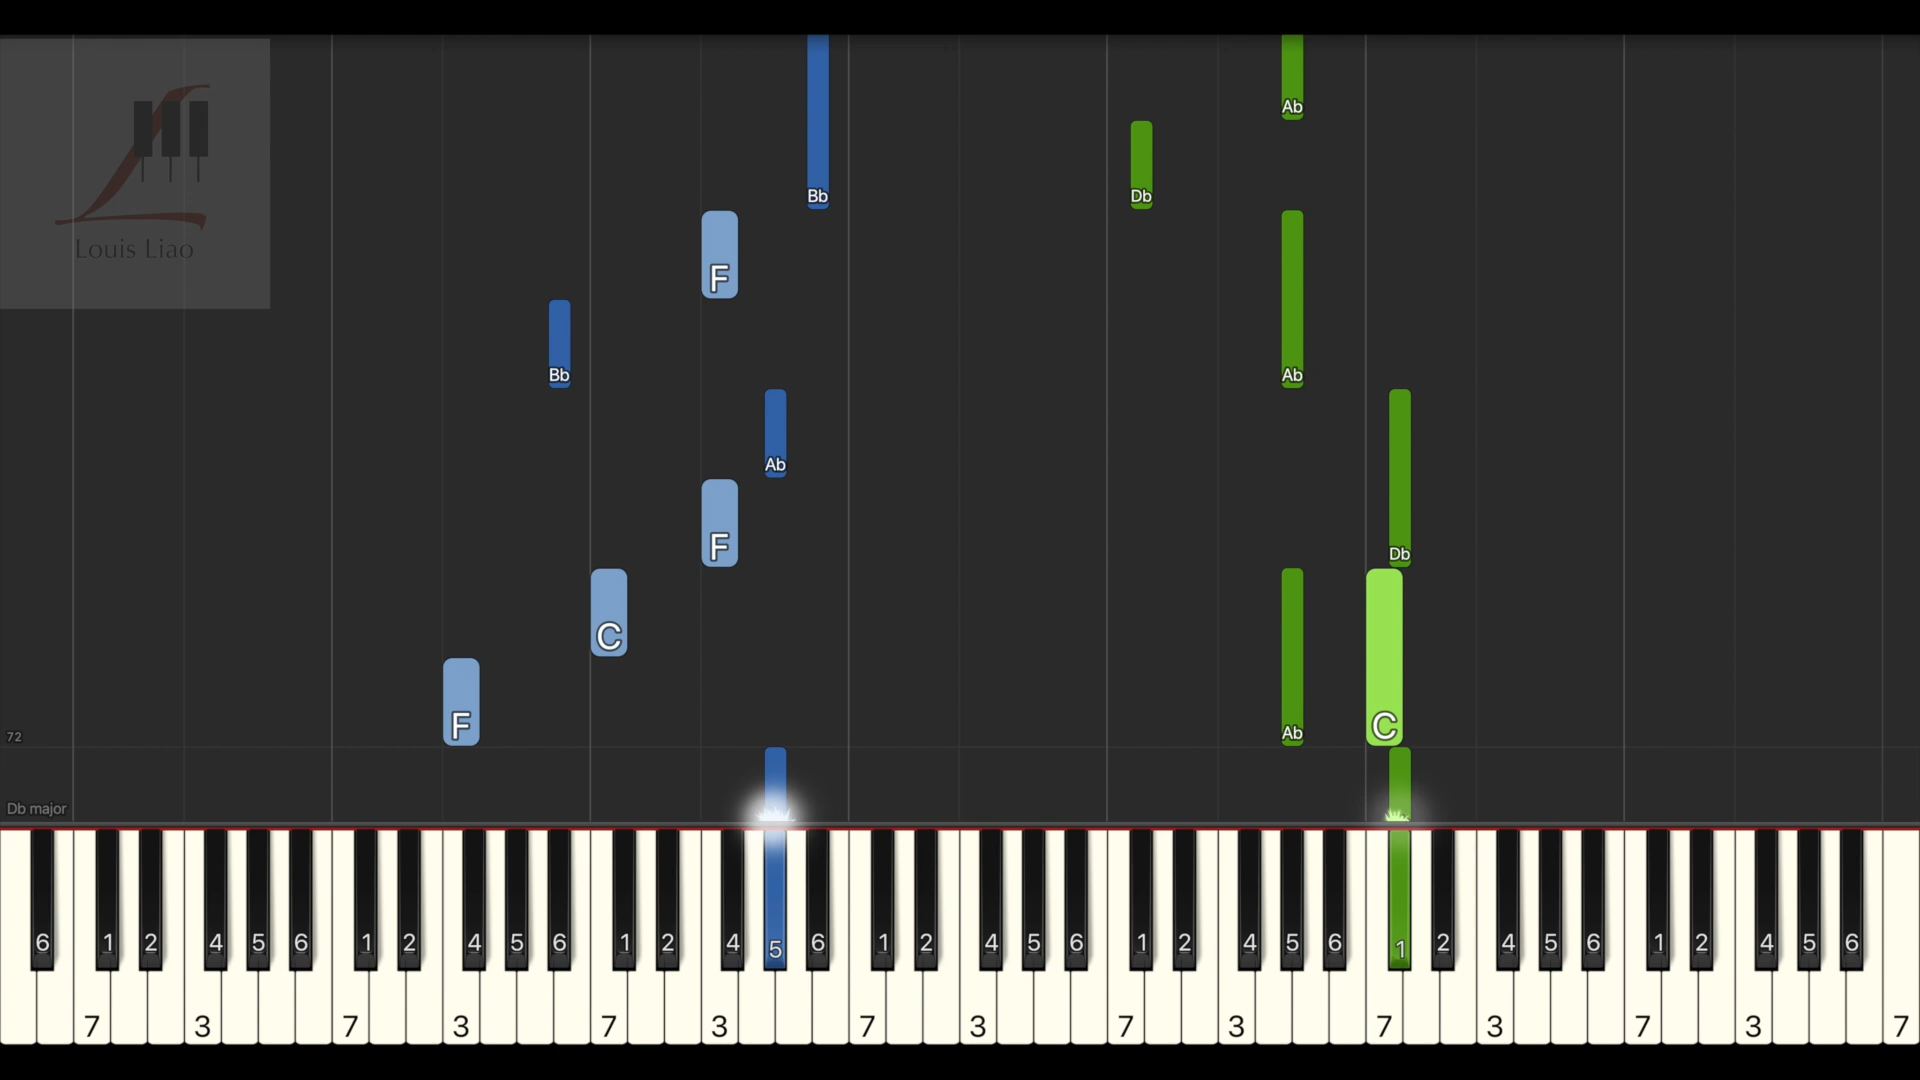 Louis Liao
Ab
Bb Db
F
Bb Ab
Ab
F Db
C
F Ab C
72
Db major
6 1 2 4 5 6 1 2 4 5 6 1 2 4 5 6 1 2 4 5 6 1 2 4 5 6 1 2 4 5 6 1 2 4 5 6
7 3 7 3 7 3 7 3 7 3 7 3 7 3 7